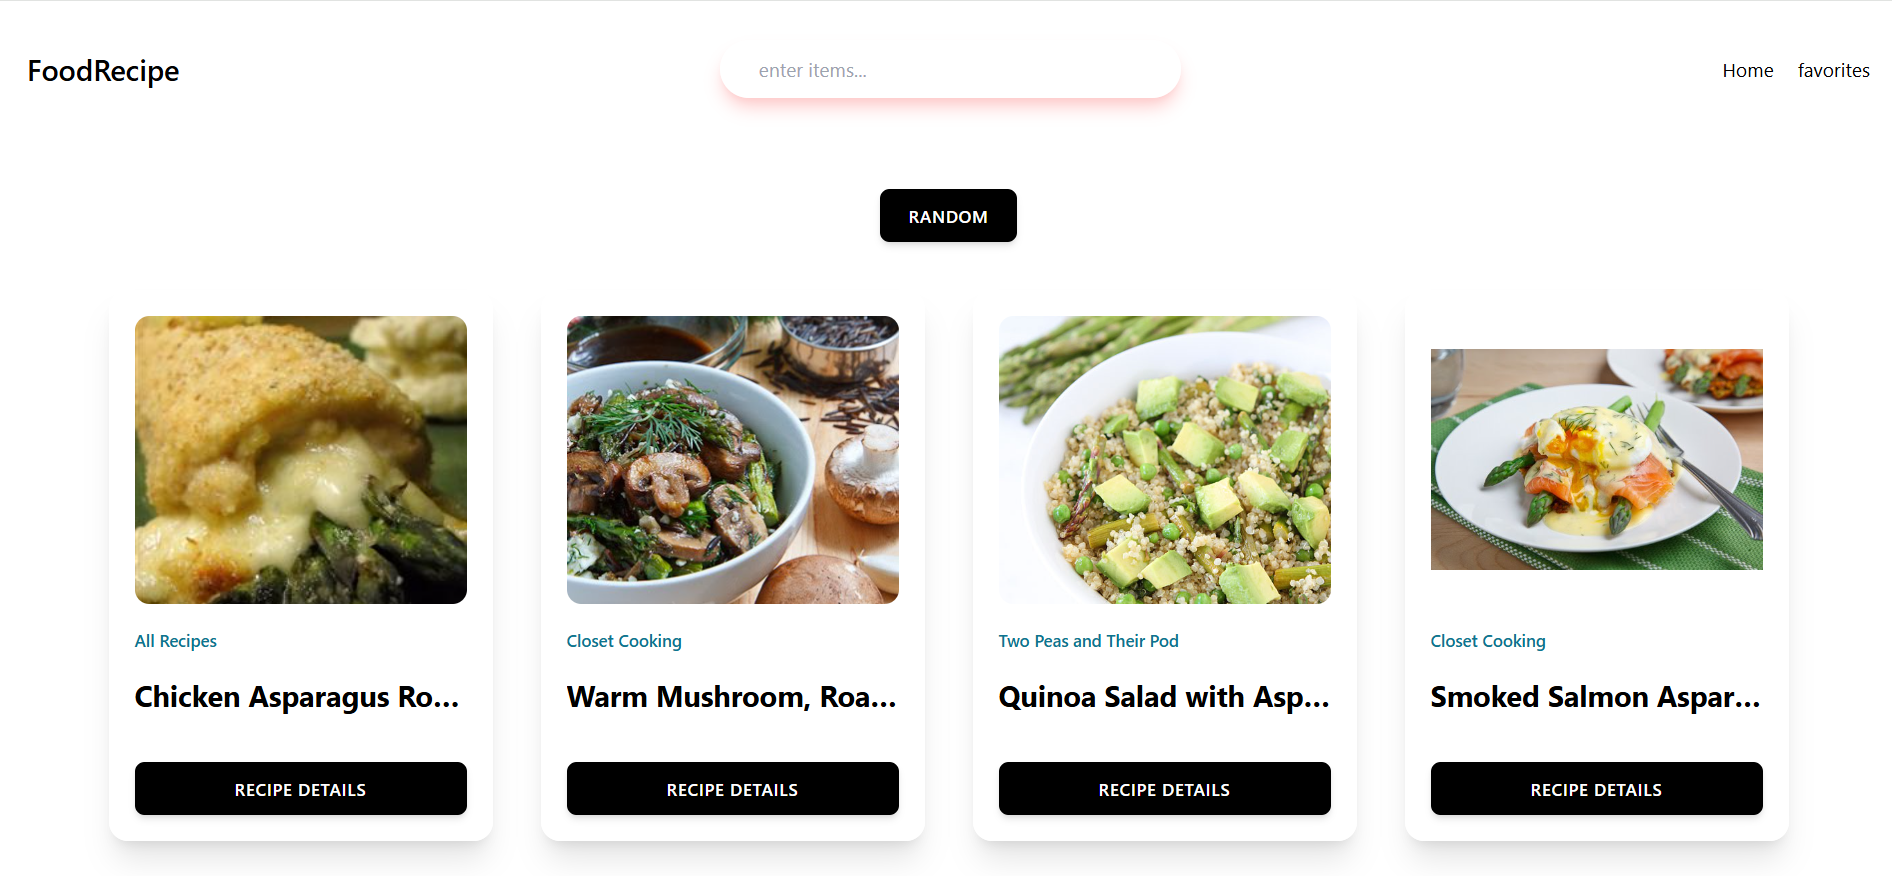 FoodRecipe
enter items...
Home
favorites
RANDOM
All Recipes
Chicken Asparagus Ro...
RECIPE DETAILS
Closet Cooking
Warm Mushroom, Roa...
RECIPE DETAILS
Two Peas and Their Pod
Quinoa Salad with Asp...
RECIPE DETAILS
Closet Cooking
Smoked Salmon Aspar...
RECIPE DETAILS